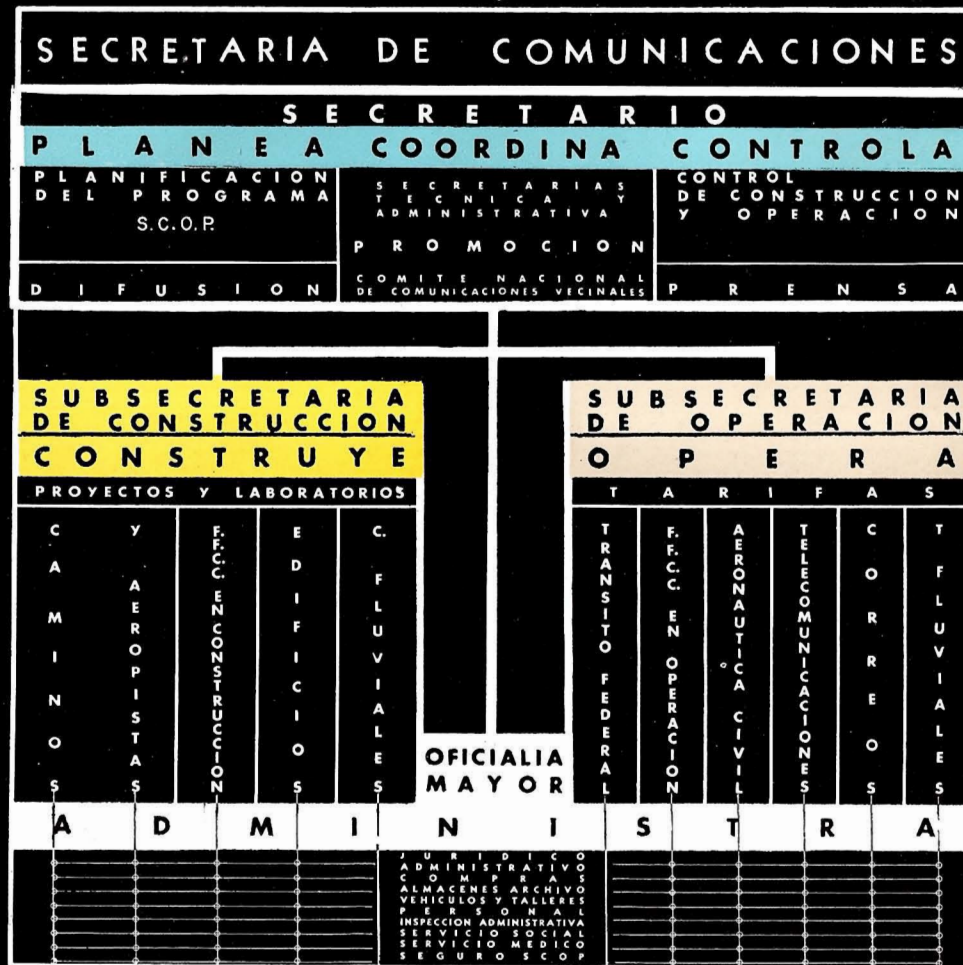 SECRETARIA DE COMUNICACIONES
SECRETARIO
PLANEA COORDINA CONTROLA
PLANIFICACION
DEL PROGRAMA
S.C.O.P.
DIFUSION
SECRETARIAS
TECNICA Y
ADMINISTRATIVA
PROMOCION
COMITE NACIONAL
DE COMUNICACIONES VECINALES
CONTROL
DE CONSTRUCCION
Y OPERACION
PRENSA
SUBSECRETARIA
DE CONSTRUCCION
CONSTRUYE
PROYECTOS Y LABORATORIOS
CAMINOS
Y AEROPISTAS
F.F.C.C. EN CONSTRUCCION
EDIFICIOS
C. FLUVIALES
SUBSECRETARIA
DE OPERACION
OPERA
TARIFAS
TRANSITO FEDERAL
F.F.C.C. EN OPERACION
AERONAUTICA CIVIL
TELECOMUNICACIONES
CORREOS
T FLUVIALES
OFICIALIA
MAYOR
ADMINISTRA
JURIDICO
ADMINISTRATIVO
COMPRAS
ALMACENES ARCHIVO
VEHICULOS Y TALLERES
PERSONAL
INSPECCION ADMINISTRATIVA
SERVICIO SOCIAL
SERVICIO MEDICO
SEGURO SCOP